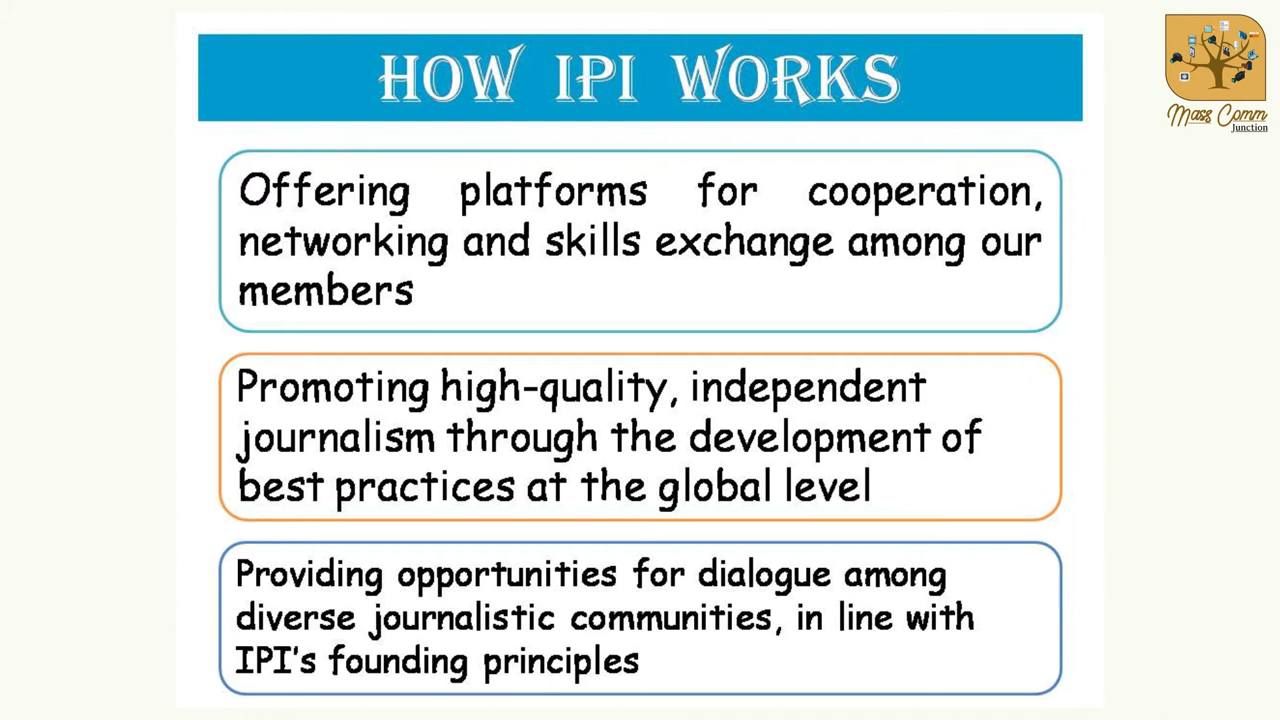 HOW IPI WORKS
Mass Comm
Junction
Offering platforms for cooperation,
networking and skills exchange among our
members
Promoting high-quality, independent
journalism through the development of
best practices at the global level
Providing opportunities for dialogue among
diverse journalistic communities, in line with
IPI's founding principles